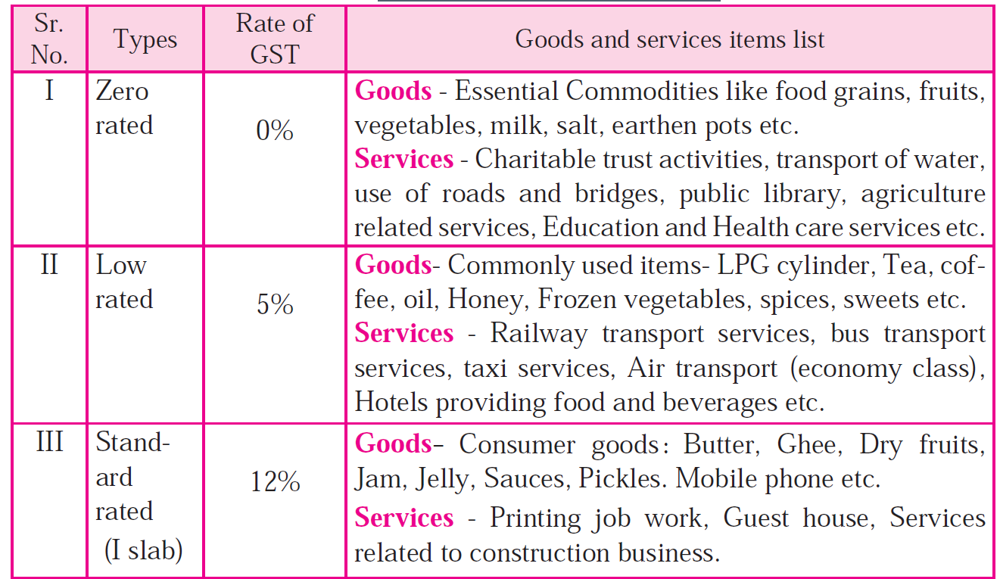 Sr. No.
Types
Rate of GST
Goods and services items list
I
Zero rated
0%
Goods - Essential Commodities like food grains, fruits,
vegetables, milk, salt, earthen pots etc.
Services - Charitable trust activities, transport of water,
use of roads and bridges, public library, agriculture
related services, Education and Health care services etc.
II
Low rated
5%
Goods- Commonly used items- LPG cylinder, Tea, cof-
fee, oil, Honey, Frozen vegetables, spices, sweets etc.
Services - Railway transport services, bus transport
services, taxi services, Air transport (economy class),
Hotels providing food and beverages etc.
III
Stand-
ard
rated
(I slab)
12%
Goods– Consumer goods: Butter, Ghee, Dry fruits,
Jam, Jelly, Sauces, Pickles. Mobile phone etc.
Services - Printing job work, Guest house, Services
related to construction business.